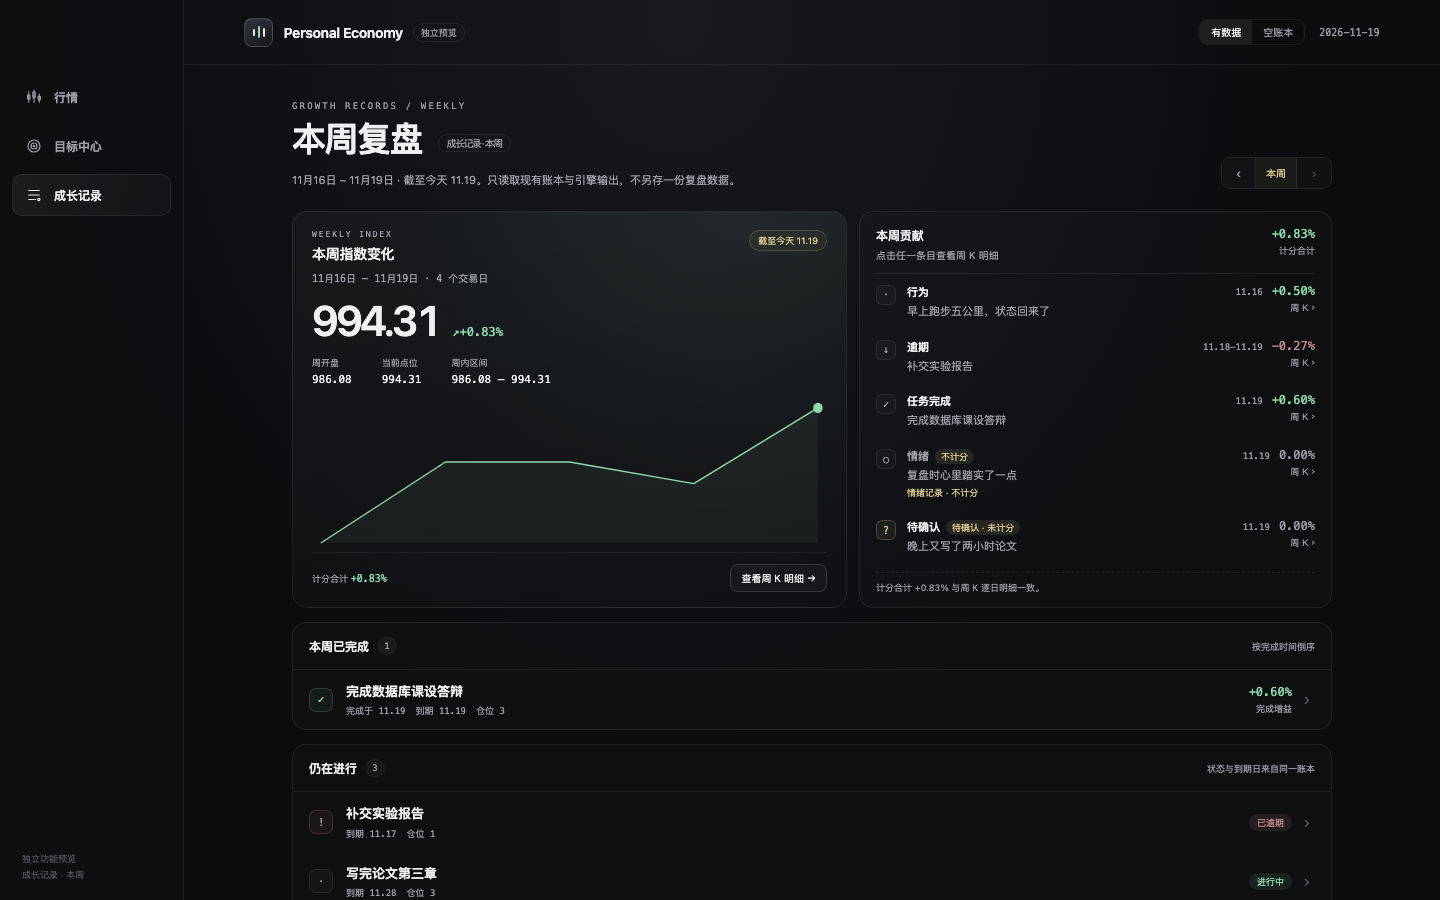 Personal Economy 独立预览
有数据 空账本 2026-11-19
行情
目标中心
成长记录
独立功能预览
成长记录 · 本周
GROWTH RECORDS / WEEKLY
本周复盘 成长记录·本周
11月16日 – 11月19日 · 截至今天 11.19。只读取现有账本与引擎输出，不另存一份复盘数据。
‹ 本周 ›
WEEKLY INDEX
本周指数变化
截至今天 11.19
11月16日 – 11月19日 · 4 个交易日
994.31 ↗+0.83%
周开盘 当前点位 周内区间
986.08 994.31 986.08 – 994.31
计分合计 +0.83%
查看周 K 明细 →
本周贡献 +0.83%
点击任一条目查看周 K 明细 计分合计
· 行为 11.16 +0.50%
早上跑步五公里，状态回来了 周 K ›
↓ 逾期 11.18–11.19 −0.27%
补交实验报告 周 K ›
✓ 任务完成 11.19 +0.60%
完成数据库课设答辩 周 K ›
○ 情绪 不计分 11.19 0.00%
复盘时心里踏实了一点 周 K ›
情绪记录 · 不计分
? 待确认 待确认 · 未计分 11.19 0.00%
晚上又写了两小时论文 周 K ›
计分合计 +0.83% 与周 K 逐日明细一致。
本周已完成 1 按完成时间倒序
✓ 完成数据库课设答辩 +0.60% ›
完成于 11.19 到期 11.19 仓位 3 完成增益
仍在进行 3 状态与到期日来自同一账本
! 补交实验报告 已逾期 ›
到期 11.17 仓位 1
· 写完论文第三章 进行中 ›
到期 11.28 仓位 3